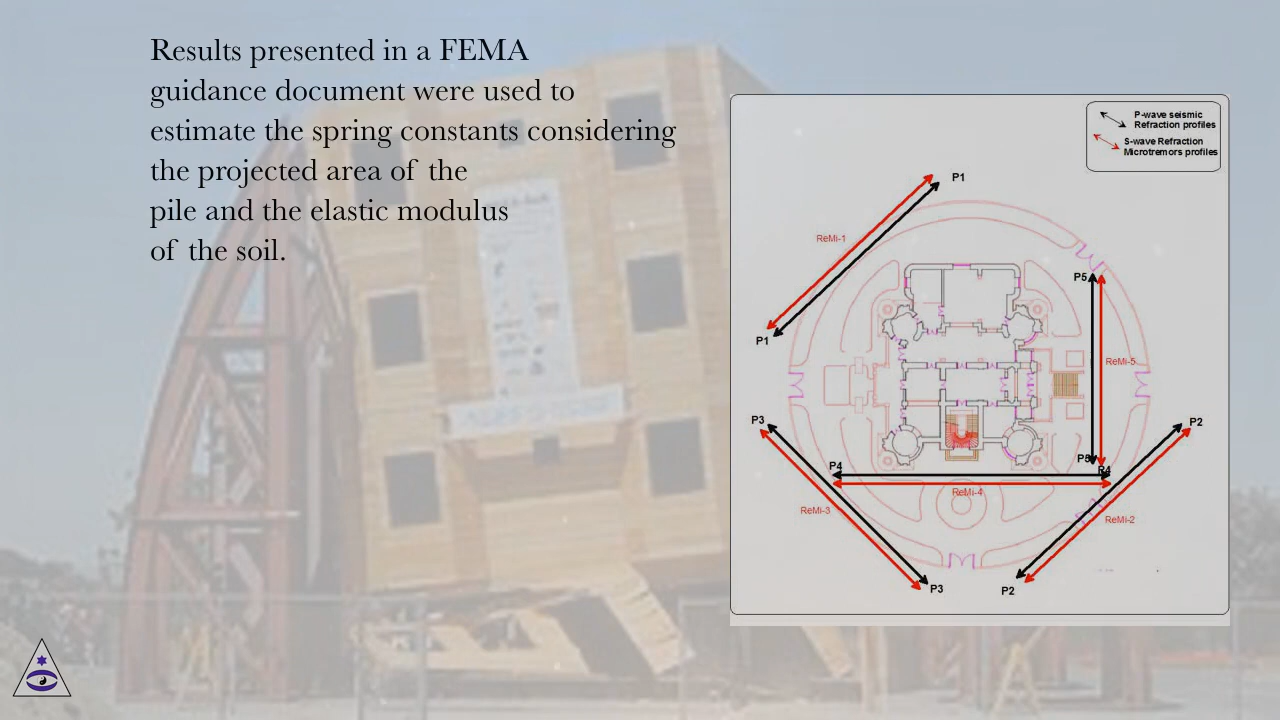 Results presented in a FEMA
guidance document were used to
estimate the spring constants considering
the projected area of the
pile and the elastic modulus
of the soil.
P-wave seismic
Refraction profiles
S-wave Refraction
Microtremors profiles
P1
ReMi-1
P5
P1
ReMi-5
P3
P2
P4
P5
P4
ReMi-4
ReMi-3
ReMi-2
P3
P2